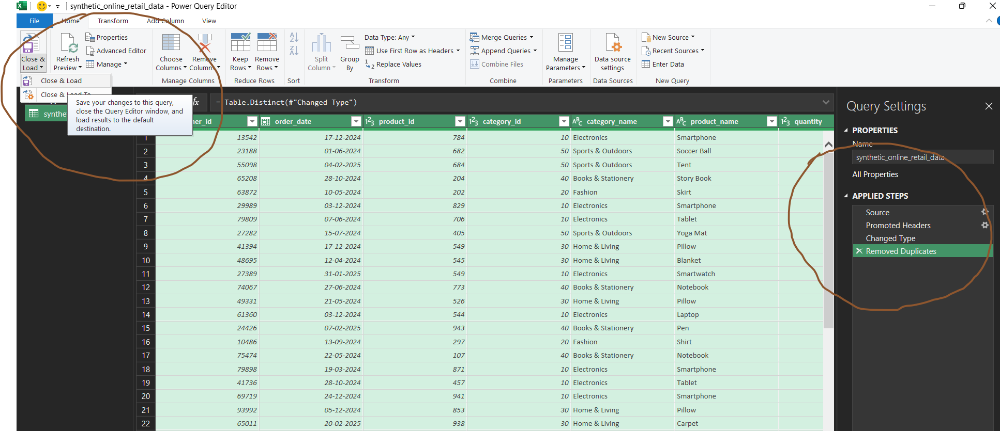 synthetic_online_retail_data - Power Query Editor
File Home Transform Add Column View
Close & Load
Refresh Preview
Properties
Advanced Editor
Manage
Choose Columns
Remove Columns
Manage Columns
Keep Rows
Remove Rows
Reduce Rows
Sort
Split Column
Group By
Data Type: Any
Use First Row as Headers
Replace Values
Transform
Merge Queries
Append Queries
Combine Files
Combine
Manage Parameters
Parameters
Data source settings
Data Sources
New Source
Recent Sources
Enter Data
New Query
Close & Load
Close & Load To
Save your changes to this query,
close the Query Editor window, and
load results to the default
destination.
fx = Table.Distinct(#"Changed Type")
er_id order_date 123 product_id 123 category_id ABC category_name ABC product_name 123 quantity
1 13542 17-12-2024 784 10 Electronics Smartphone
2 23188 01-06-2024 682 50 Sports & Outdoors Soccer Ball
3 55098 04-02-2025 684 50 Sports & Outdoors Tent
4 65208 28-10-2024 204 40 Books & Stationery Story Book
5 63872 10-05-2024 202 20 Fashion Skirt
6 29989 03-12-2024 829 10 Electronics Smartphone
7 79809 07-06-2024 706 10 Electronics Tablet
8 27282 15-07-2024 405 50 Sports & Outdoors Yoga Mat
9 41394 17-12-2024 549 30 Home & Living Pillow
10 48695 12-04-2024 545 30 Home & Living Blanket
11 27389 31-01-2025 549 10 Electronics Smartwatch
12 74067 27-06-2024 773 40 Books & Stationery Notebook
13 49331 21-05-2024 526 30 Home & Living Pillow
14 61360 03-12-2024 544 10 Electronics Laptop
15 24426 07-02-2025 943 40 Books & Stationery Pen
16 10486 13-09-2024 297 20 Fashion Shirt
17 75474 22-05-2024 107 40 Books & Stationery Notebook
18 79898 19-03-2024 871 10 Electronics Smartphone
19 41736 28-10-2024 457 10 Electronics Tablet
20 69719 24-12-2024 941 10 Electronics Smartphone
21 93992 05-12-2024 853 30 Home & Living Pillow
22 65011 20-02-2025 938 30 Home & Living Carpet
Query Settings
PROPERTIES
Name
synthetic_online_retail_data
All Properties
APPLIED STEPS
Source
Promoted Headers
Changed Type
Removed Duplicates